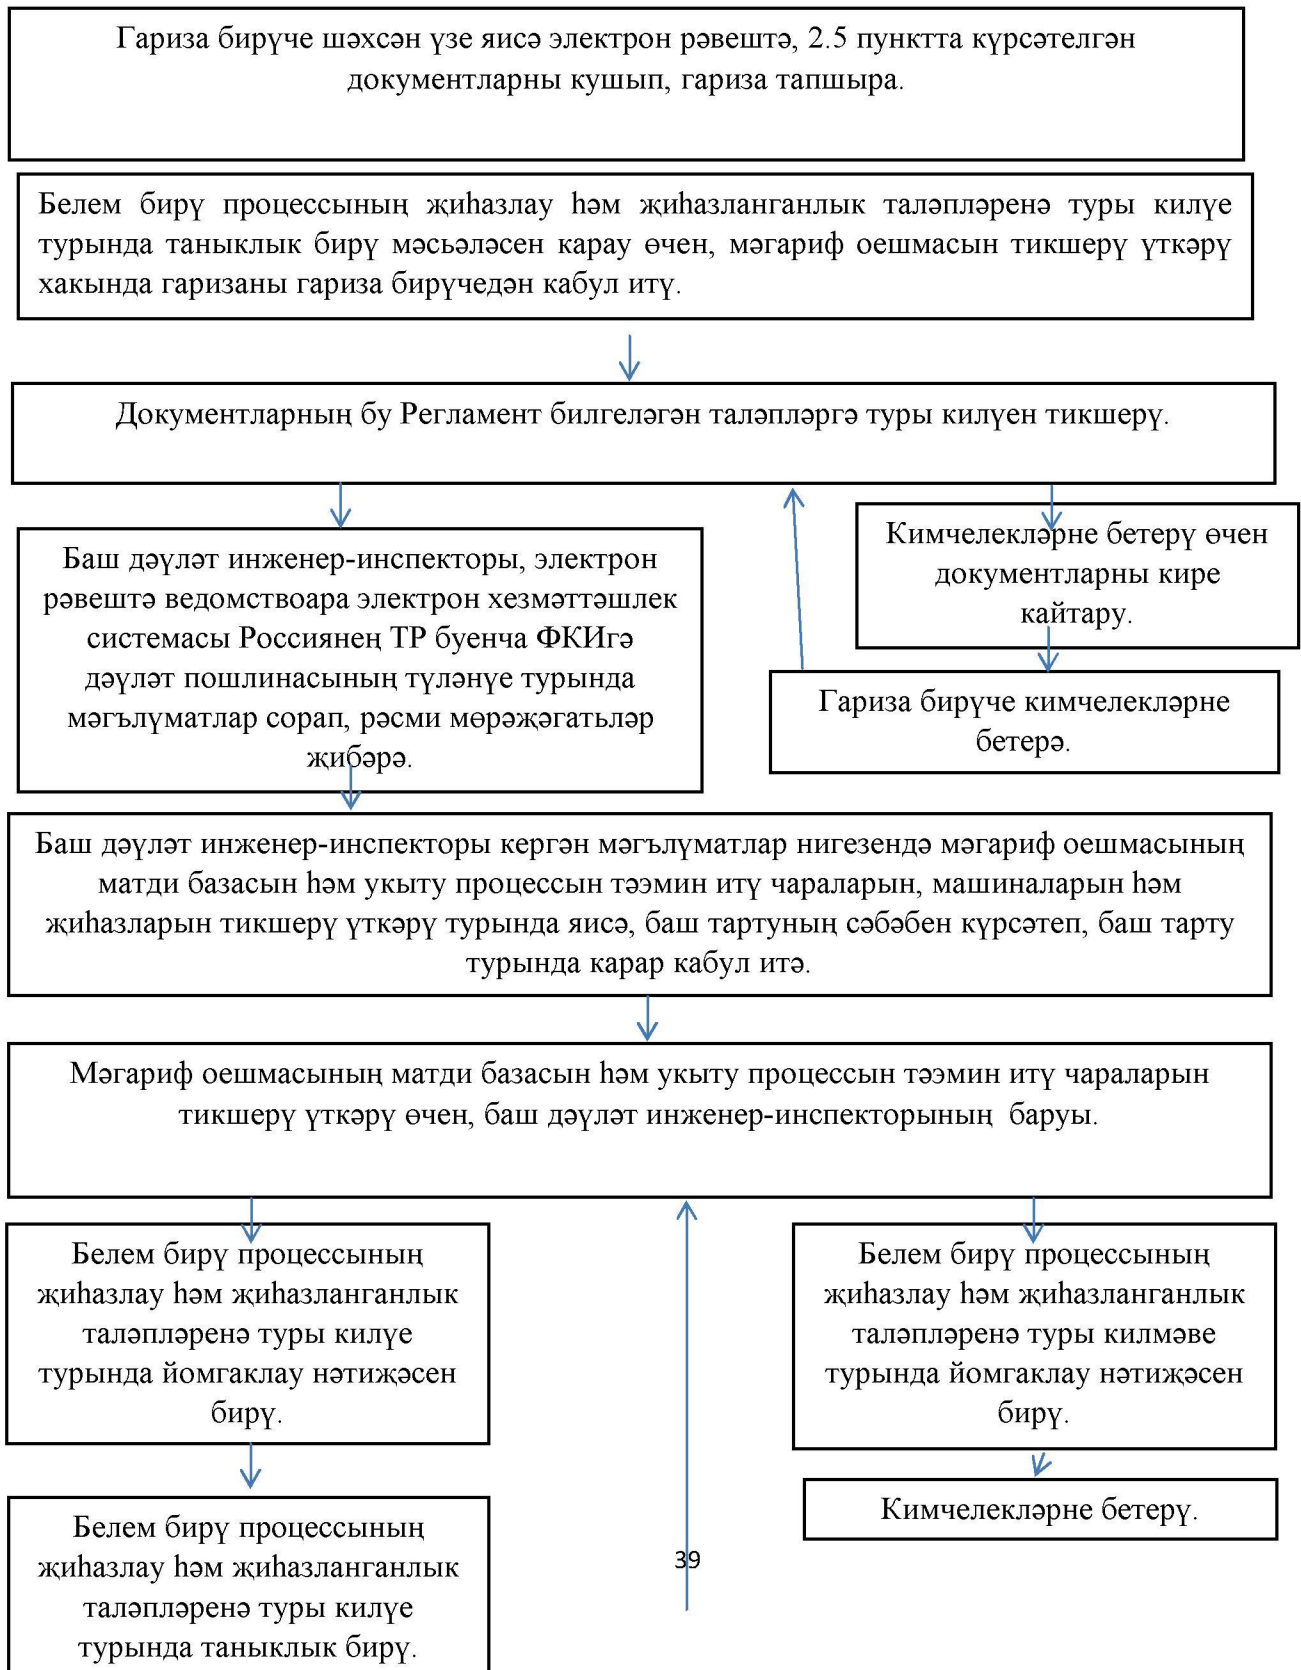 Гариза бирүче шәхсән үзе яисә электрон рәвештә, 2.5 пунктта күрсәтелгән
документларны кушып, гариза тапшыра.
Белем бирү процессының җиһазлау һәм җиһазланганлык таләпләренә туры килүе
турында таныклык бирү мәсьәләсен карау өчен, мәгариф оешмасын тикшерү үткәрү
хакында гаризаны гариза бирүчедән кабул итү.
Документларның бу Регламент билгеләгән таләпләргә туры килүен тикшерү.
Баш дәүләт инженер-инспекторы, электрон
рәвештә ведомствоара электрон хезмәттәшлек
системасы Россиянең ТР буенча ФКИгә
дәүләт пошлинасының түләнүе турында
мәгълүматлар сорап, рәсми мөрәҗәгатьләр
җибәрә.
Кимчелекләрне бетерү өчен
документларны кире
кайтару.
Гариза бирүче кимчелекләрне
бетерә.
Баш дәүләт инженер-инспекторы кергән мәгълүматлар нигезендә мәгариф оешмасының
матди базасын һәм укыту процессын тәэмин итү чараларын, машиналарын һәм
җиһазларын тикшерү үткәрү турында яисә, баш тартуның сәбәбен күрсәтеп, баш тарту
турында карар кабул итә.
Мәгариф оешмасының матди базасын һәм укыту процессын тәэмин итү чараларын
тикшерү үткәрү өчен, баш дәүләт инженер-инспекторының баруы.
Белем бирү процессының
җиһазлау һәм җиһазланганлык
таләпләренә туры килүе
турында йомгаклау нәтиҗәсен
бирү.
Белем бирү процессының
җиһазлау һәм җиһазланганлык
таләпләренә туры килмәве
турында йомгаклау нәтиҗәсен
бирү.
Белем бирү процессының
җиһазлау һәм җиһазланганлык
таләпләренә туры килүе
турында таныклык бирү.
Кимчелекләрне бетерү.
39